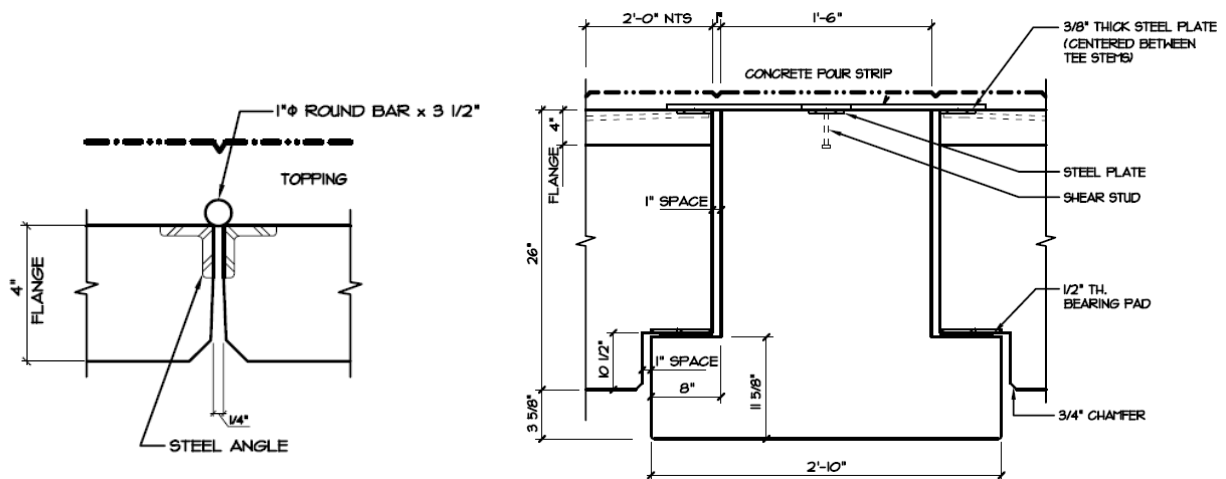 1"Φ ROUND BAR x 3 1/2"
TOPPING
4"
FLANGE
1/4"
STEEL ANGLE
2'-0" NTS
1"
1'-6"
3/8" THICK STEEL PLATE
(CENTERED BETWEEN
TEE STEMS)
CONCRETE POUR STRIP
4"
FLANGE
STEEL PLATE
SHEAR STUD
1" SPACE
26"
1/2" TH.
BEARING PAD
10 1/2"
1" SPACE
8"
11 5/8"
3 5/8"
3/4" CHAMFER
2'-10"